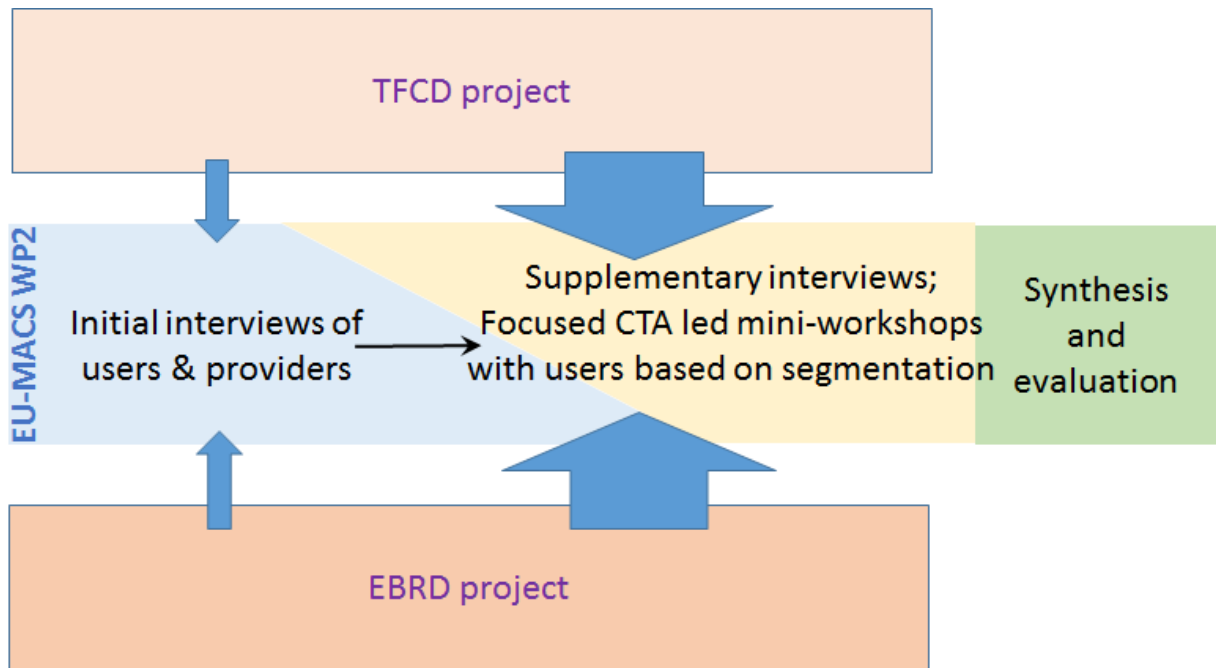 TFCD project
EU-MACS WP2
Initial interviews of
users & providers
Supplementary interviews;
Focused CTA led mini-workshops
with users based on segmentation
Synthesis
and
evaluation
EBRD project